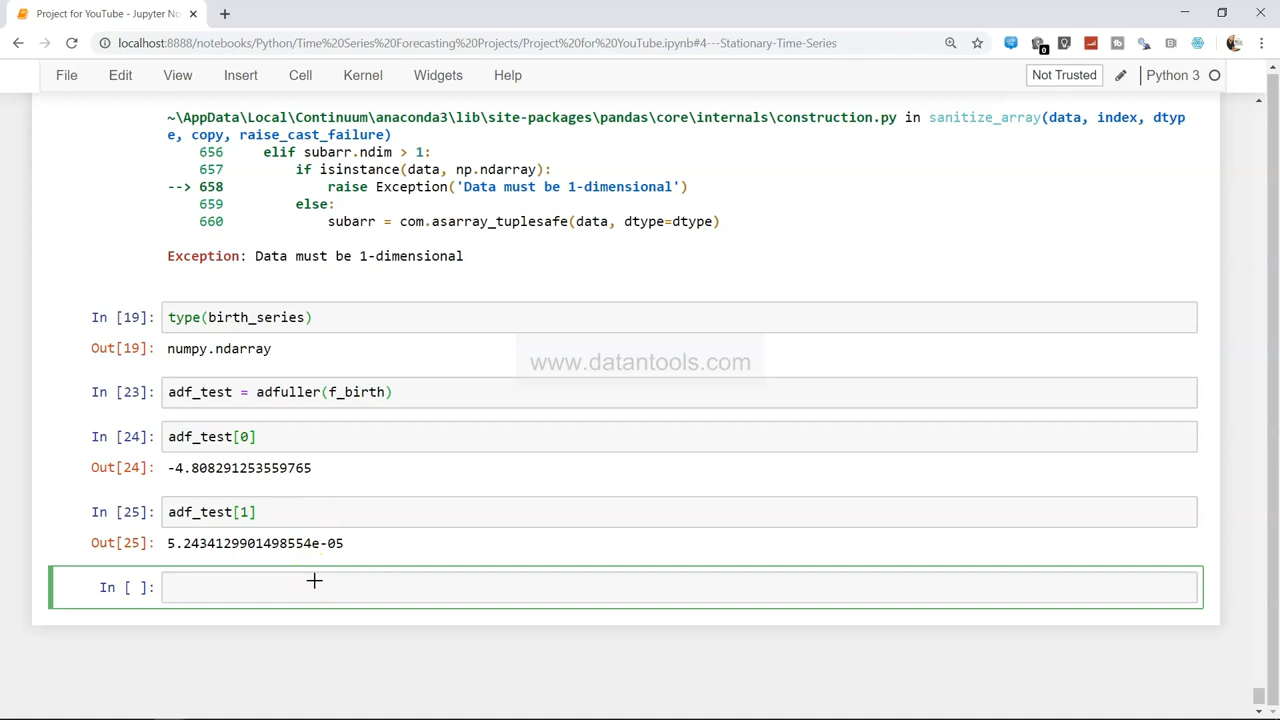 Project for YouTube - Jupyter No
localhost:8888/notebooks/Python/Time%20Series%20Forecasting%20Projects/Project%20for%20YouTube.ipynb#4---Stationary-Time-Series
File Edit View Insert Cell Kernel Widgets Help Not Trusted Python 3
~\AppData\Local\Continuum\anaconda3\lib\site-packages\pandas\core\internals\construction.py in sanitize_array(data, index, dtyp
e, copy, raise_cast_failure)
656 elif subarr.ndim > 1:
657 if isinstance(data, np.ndarray):
--> 658 raise Exception('Data must be 1-dimensional')
659 else:
660 subarr = com.asarray_tuplesafe(data, dtype=dtype)
Exception: Data must be 1-dimensional
In [19]: type(birth_series)
Out[19]: numpy.ndarray
www.datantools.com
In [23]: adf_test = adfuller(f_birth)
In [24]: adf_test[0]
Out[24]: -4.808291253559765
In [25]: adf_test[1]
Out[25]: 5.2434129901498554e-05
In [ ]: